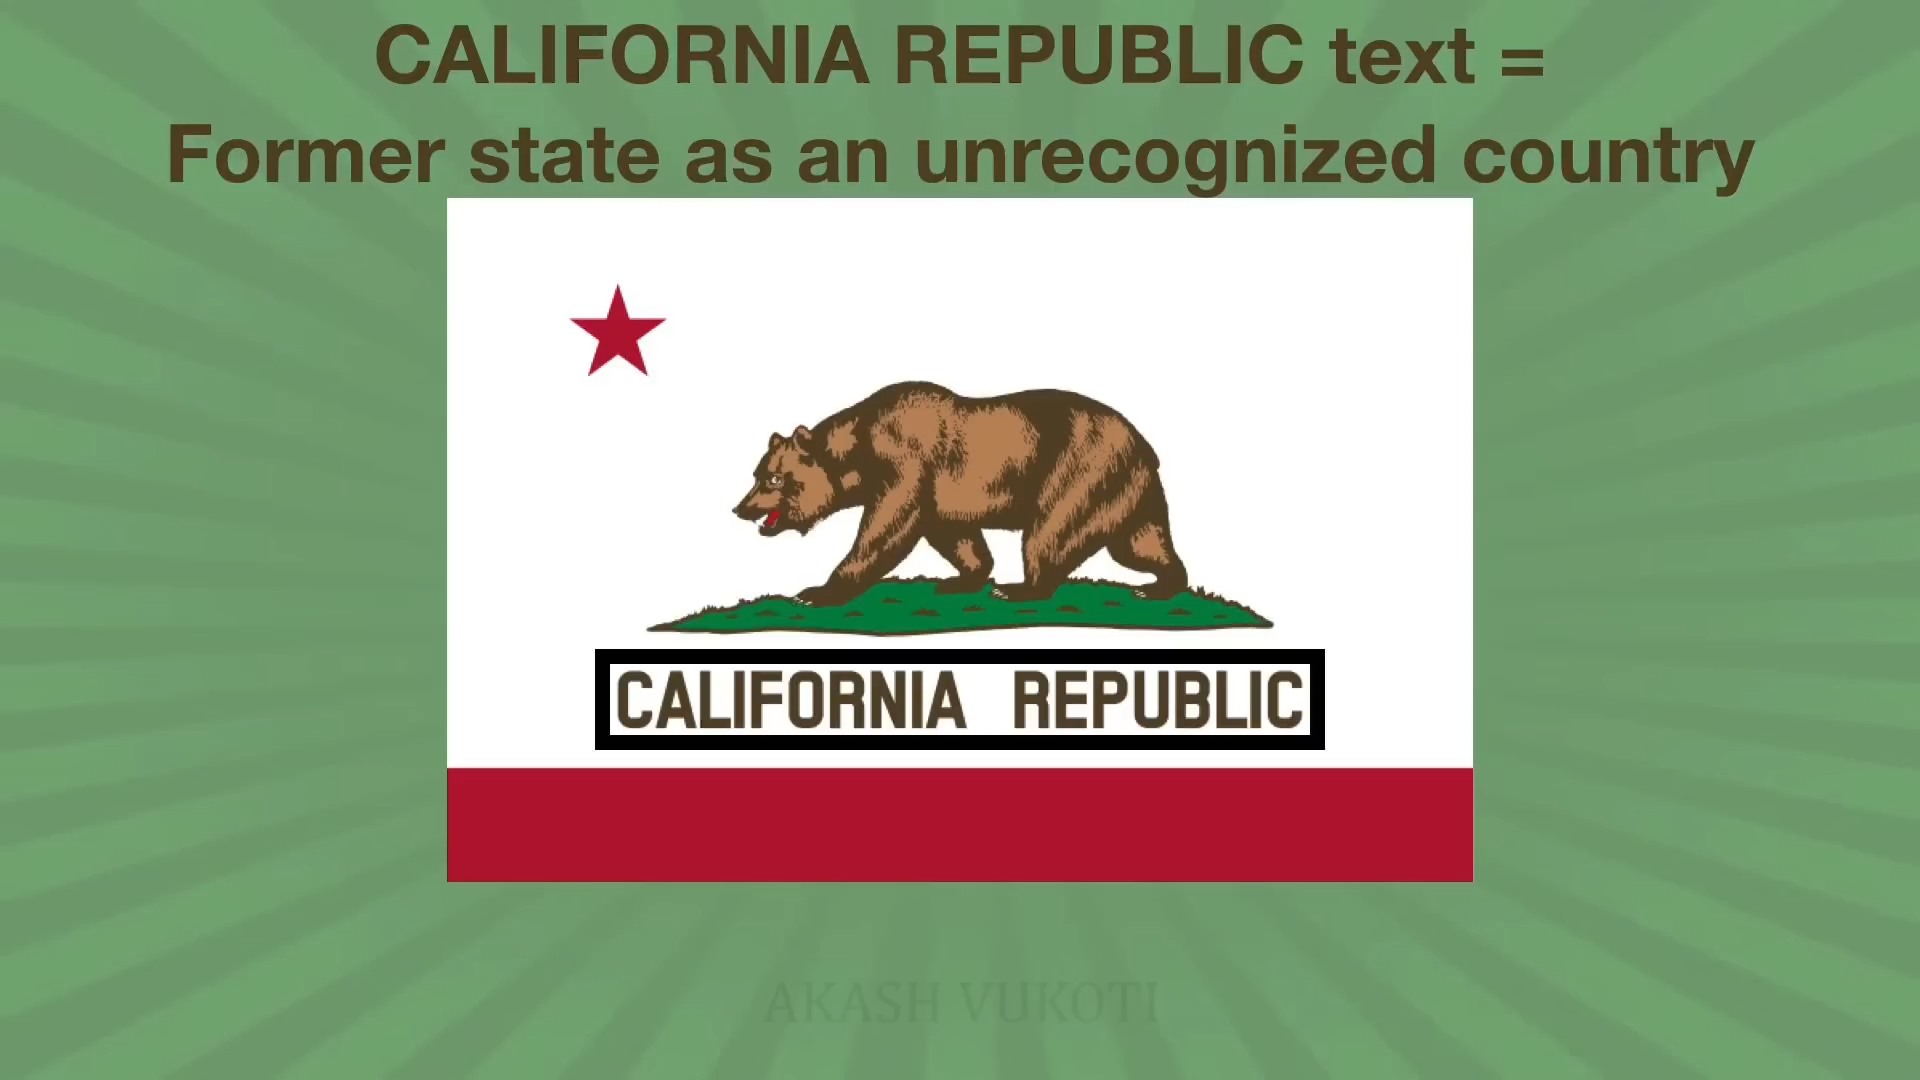 CALIFORNIA REPUBLIC text =
Former state as an unrecognized country
CALIFORNIA REPUBLIC
AKASH VUKOTI